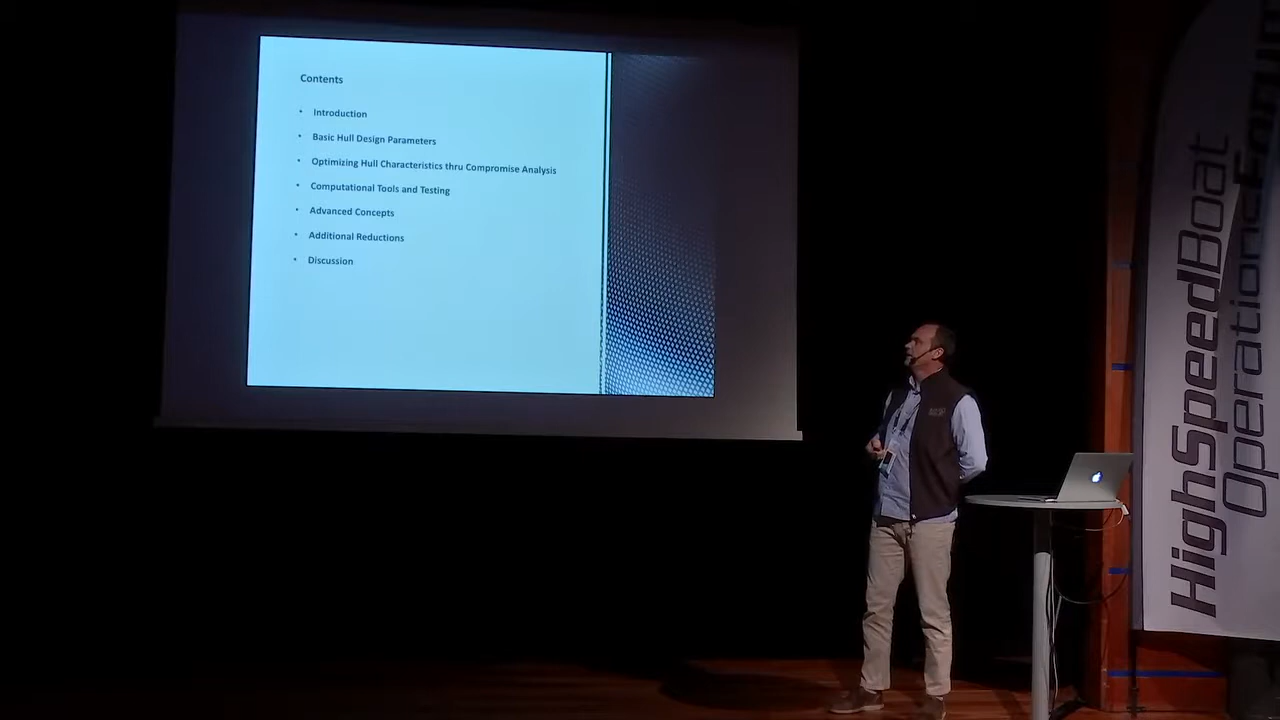 Contents
• Introduction
• Basic Hull Design Parameters
• Optimizing Hull Characteristics thru Compromise Analysis
• Computational Tools and Testing
• Advanced Concepts
• Additional Reductions
• Discussion
HighSpeedBoat
OperationsForum